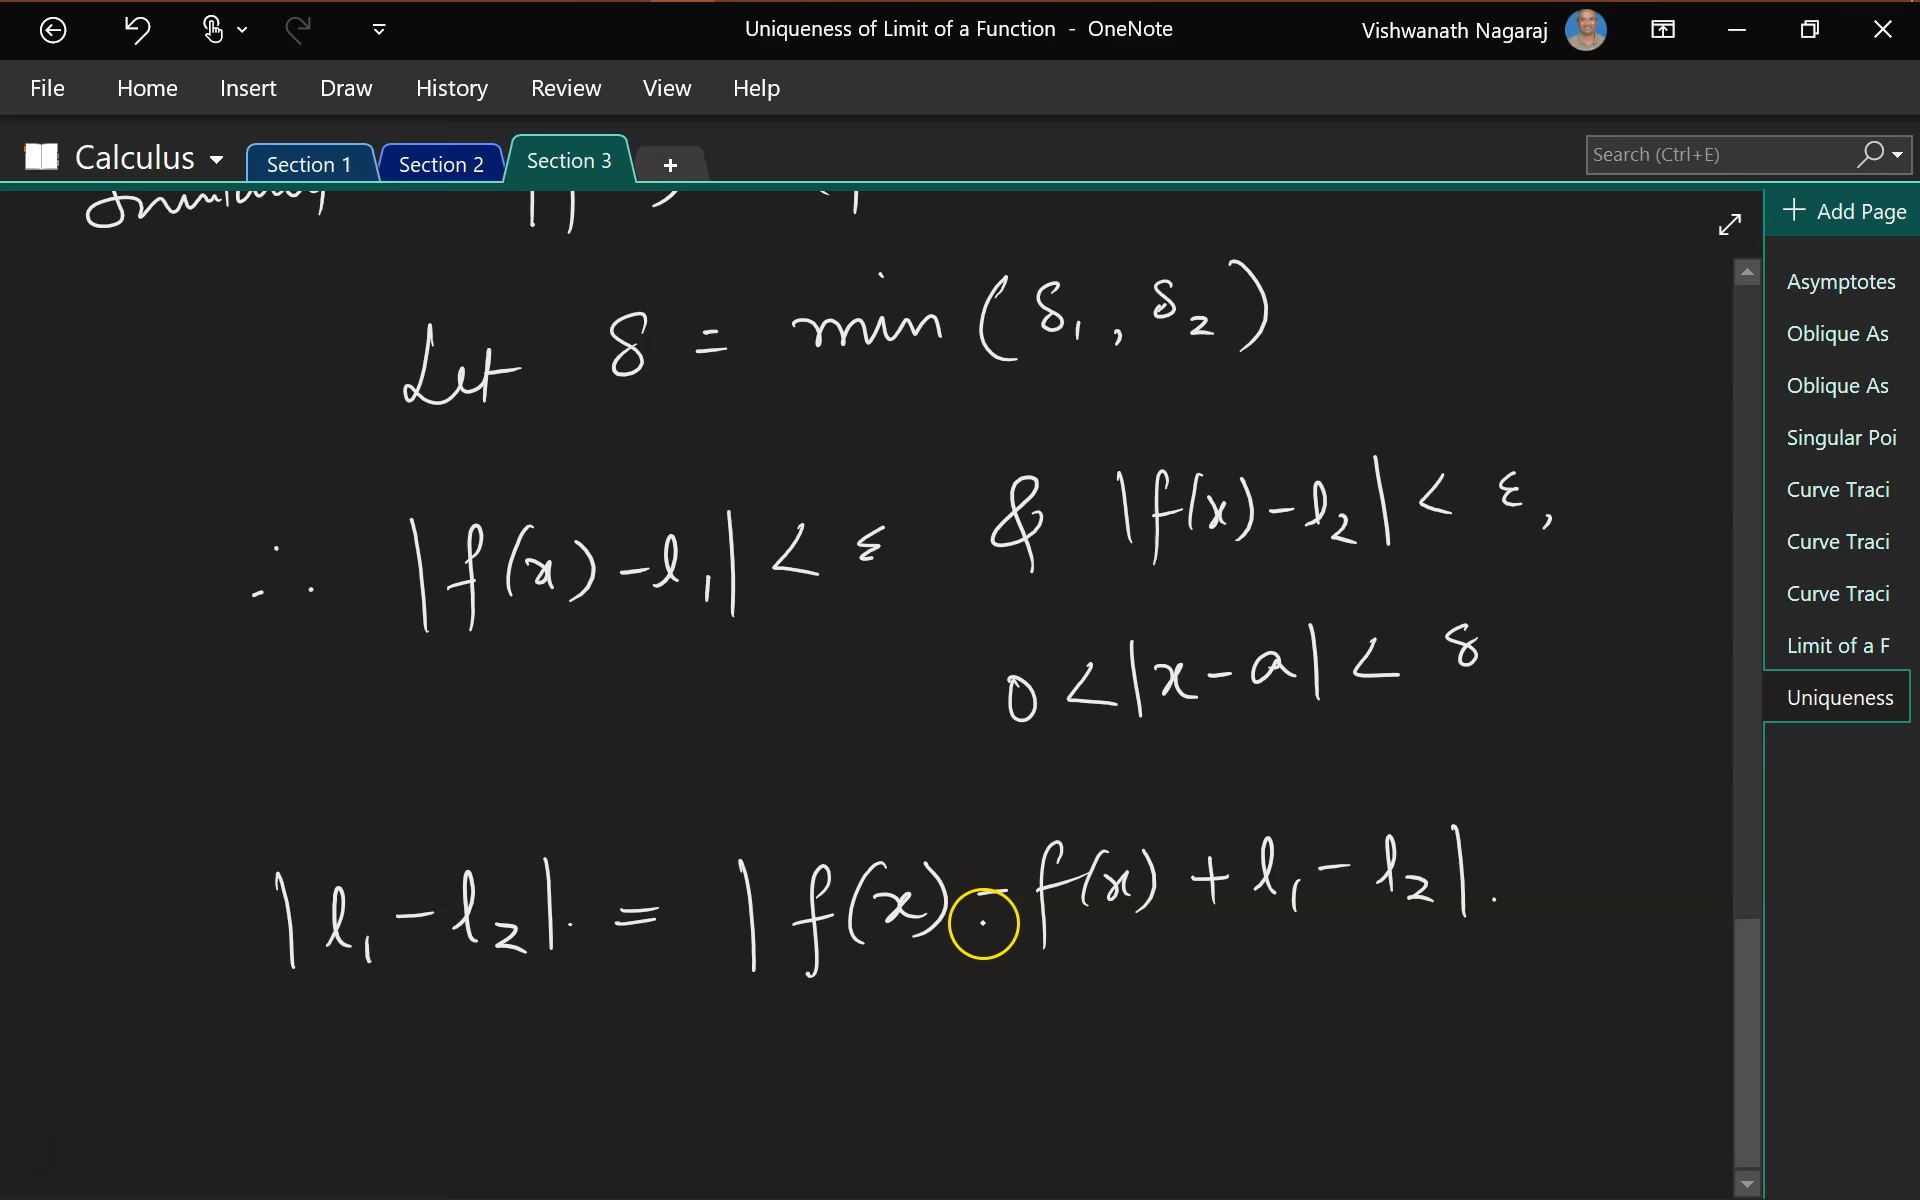 Uniqueness of Limit of a Function - OneNote
Vishwanath Nagaraj
File Home Insert Draw History Review View Help
Calculus
Section 1
Section 2
Section 3
+
Search (Ctrl+E)
+ Add Page
Asymptotes
Oblique As
Oblique As
Singular Poi
Curve Traci
Curve Traci
Curve Traci
Limit of a F
Uniqueness
Let δ = min (δ₁, δ₂)
∴ |f(x) - l₁| < ε & |f(x) - l₂| < ε,
0 < |x - a| < δ
|l₁ - l₂| = |f(x) - f(x) + l₁ - l₂|.